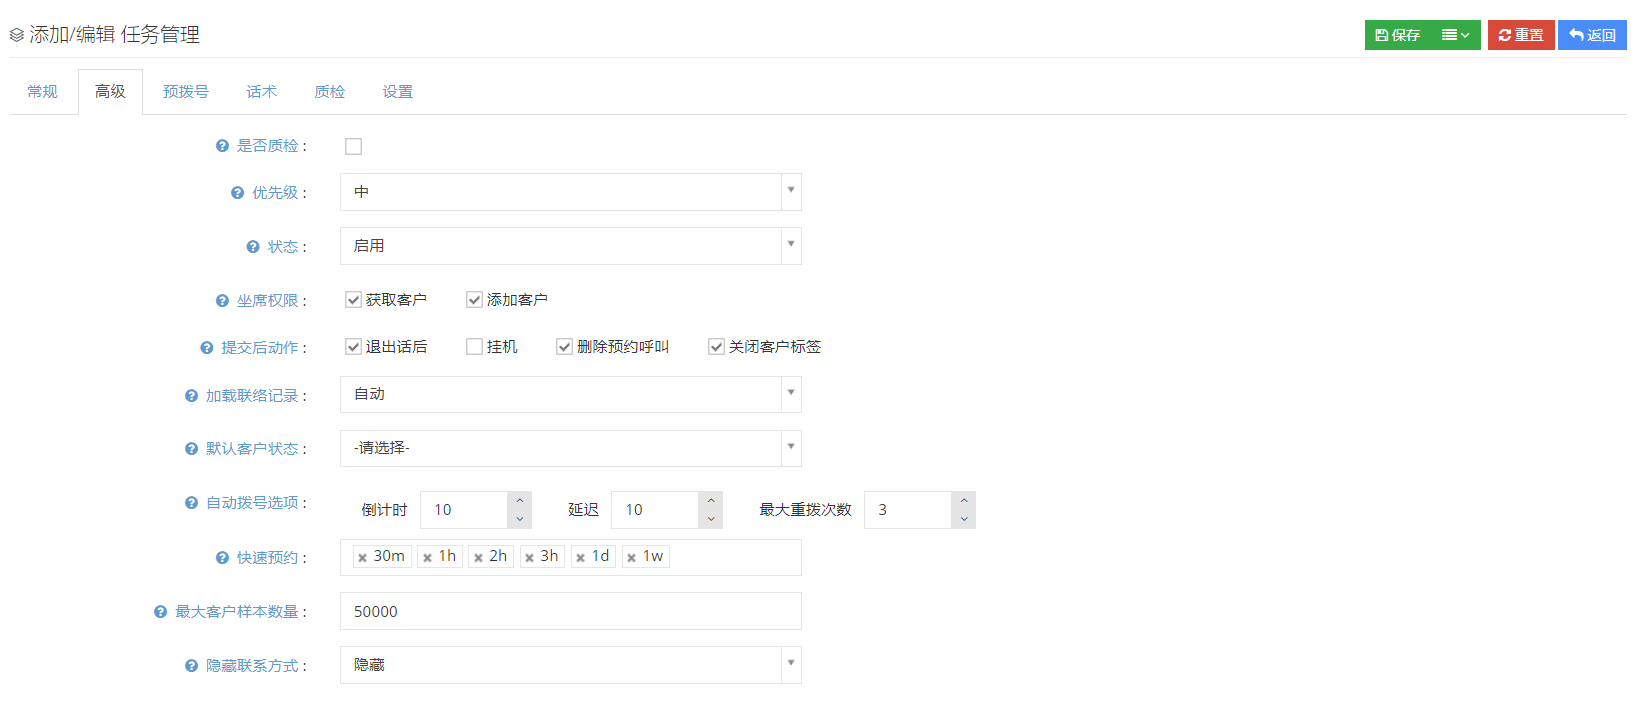 添加/编辑 任务管理
保存
重置
返回
常规 高级 预拨号 话术 质检 设置
是否质检 :
优先级 : 中
状态 : 启用
坐席权限 : 获取客户 添加客户
提交后动作 : 退出话后 挂机 删除预约呼叫 关闭客户标签
加载联络记录 : 自动
默认客户状态 : -请选择-
自动拨号选项 : 倒计时 10 延迟 10 最大重拨次数 3
快速预约 : × 30m × 1h × 2h × 3h × 1d × 1w
最大客户样本数量 : 50000
隐藏联系方式 : 隐藏